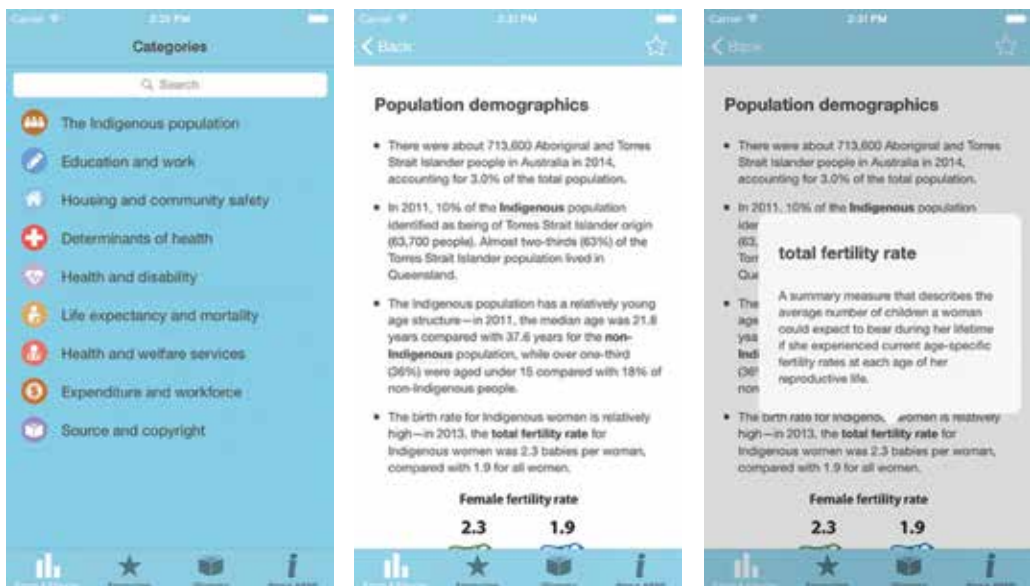 Carrier 2:29 PM
Categories
Search
The Indigenous population
Education and work
Housing and community safety
Determinants of health
Health and disability
Life expectancy and mortality
Health and welfare services
Expenditure and workforce
Source and copyright
Carrier 2:31 PM
Back
Population demographics
• There were about 713,600 Aboriginal and Torres
Strait Islander people in Australia in 2014,
accounting for 3.0% of the total population.
• In 2011, 10% of the Indigenous population
identified as being of Torres Strait Islander origin
(63,700 people). Almost two-thirds (63%) of the
Torres Strait Islander population lived in
Queensland.
• The Indigenous population has a relatively young
age structure—in 2011, the median age was 21.8
years compared with 37.6 years for the non-
Indigenous population, while over one-third
(36%) were aged under 15 compared with 18% of
non-Indigenous people.
• The birth rate for Indigenous women is relatively
high—in 2013, the total fertility rate for
Indigenous women was 2.3 babies per woman,
compared with 1.9 for all women.
Female fertility rate
2.3 1.9
Carrier 2:31 PM
Back
Population demographics
• There were about 713,600 Aboriginal and Torres
Strait Islander people in Australia in 2014,
accounting for 3.0% of the total population.
• In 2011, 10% of the Indigenous population
iden
(63,
Torr
Que
total fertility rate
A summary measure that describes the
average number of children a woman
could expect to bear during her lifetime
if she experienced current age-specific
fertility rates at each age of her
reproductive life.
• The
age
yea
Indi
(36%
non
• The birth rate for Indigenous women is relatively
high—in 2013, the total fertility rate for
Indigenous women was 2.3 babies per woman,
compared with 1.9 for all women.
Female fertility rate
2.3 1.9